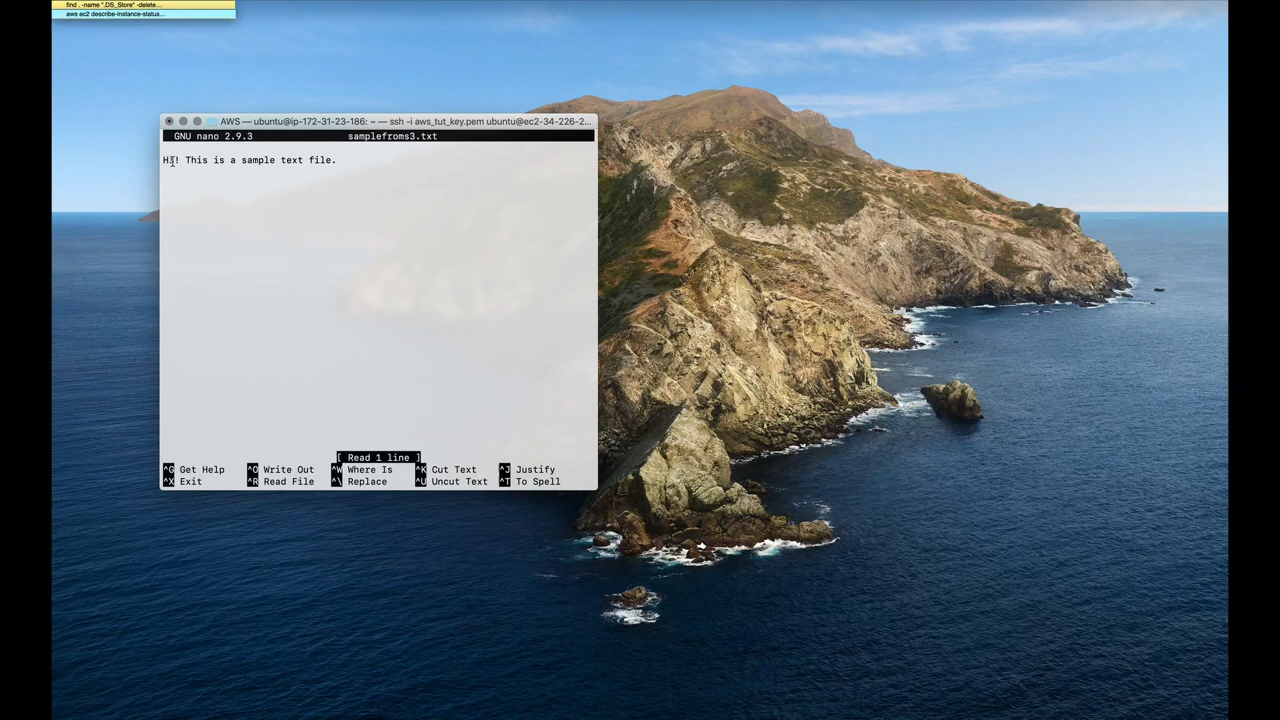 find . -name ".DS_Store" -delete...
aws ec2 describe-instance-status...
AWS — ubuntu@ip-172-31-23-186: ~ — ssh -i aws_tut_key.pem ubuntu@ec2-34-226-2...
GNU nano 2.9.3 samplefroms3.txt
Hi! This is a sample text file.
[ Read 1 line ]
^G Get Help ^O Write Out ^W Where Is ^K Cut Text ^J Justify
^X Exit ^R Read File ^\ Replace ^U Uncut Text ^T To Spell